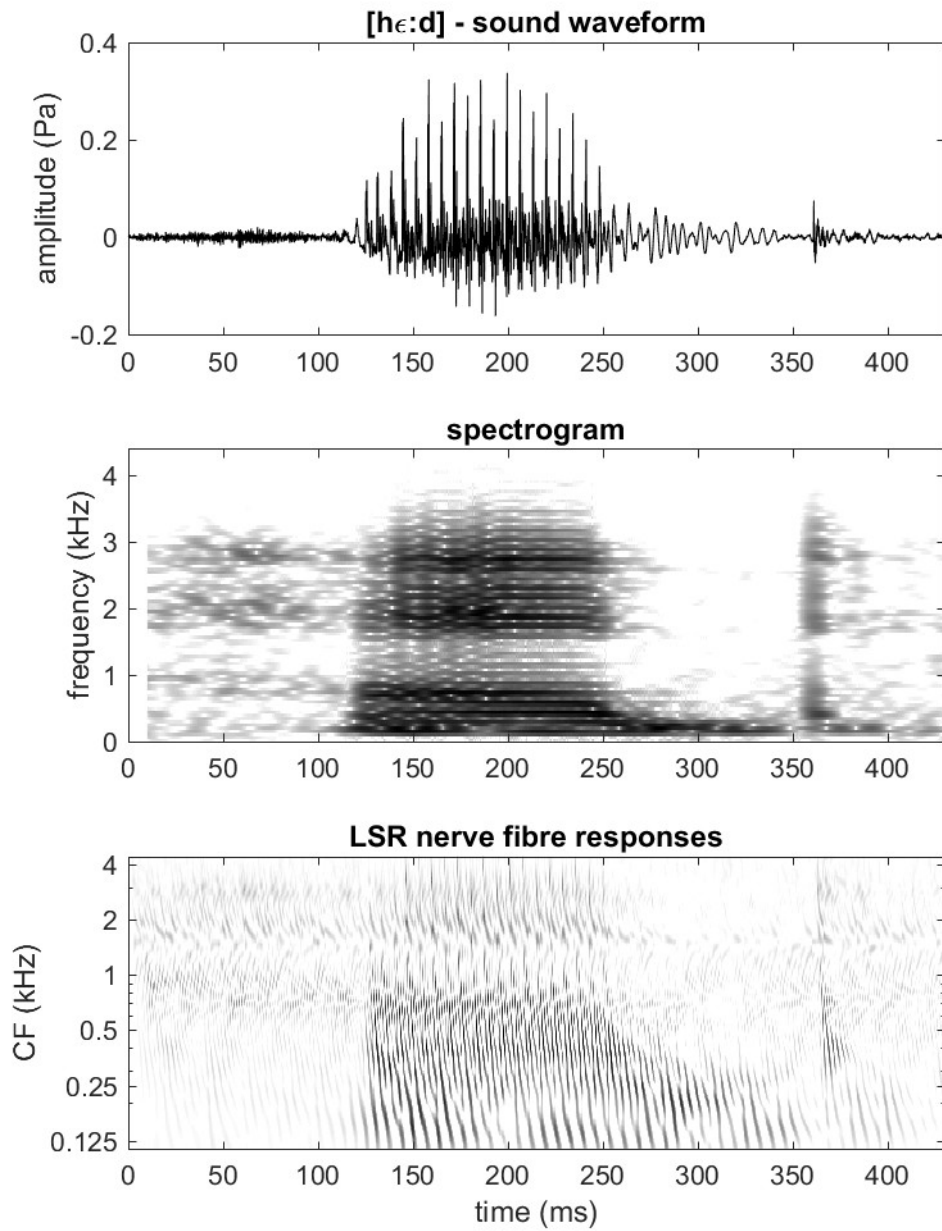 [hϵ:d] - sound waveform
amplitude (Pa)
0.4
0.2
0
-0.2
0 50 100 150 200 250 300 350 400
spectrogram
frequency (kHz)
4
3
2
1
0
0 50 100 150 200 250 300 350 400
LSR nerve fibre responses
CF (kHz)
4
2
1
0.5
0.25
0.125
0 50 100 150 200 250 300 350 400
time (ms)